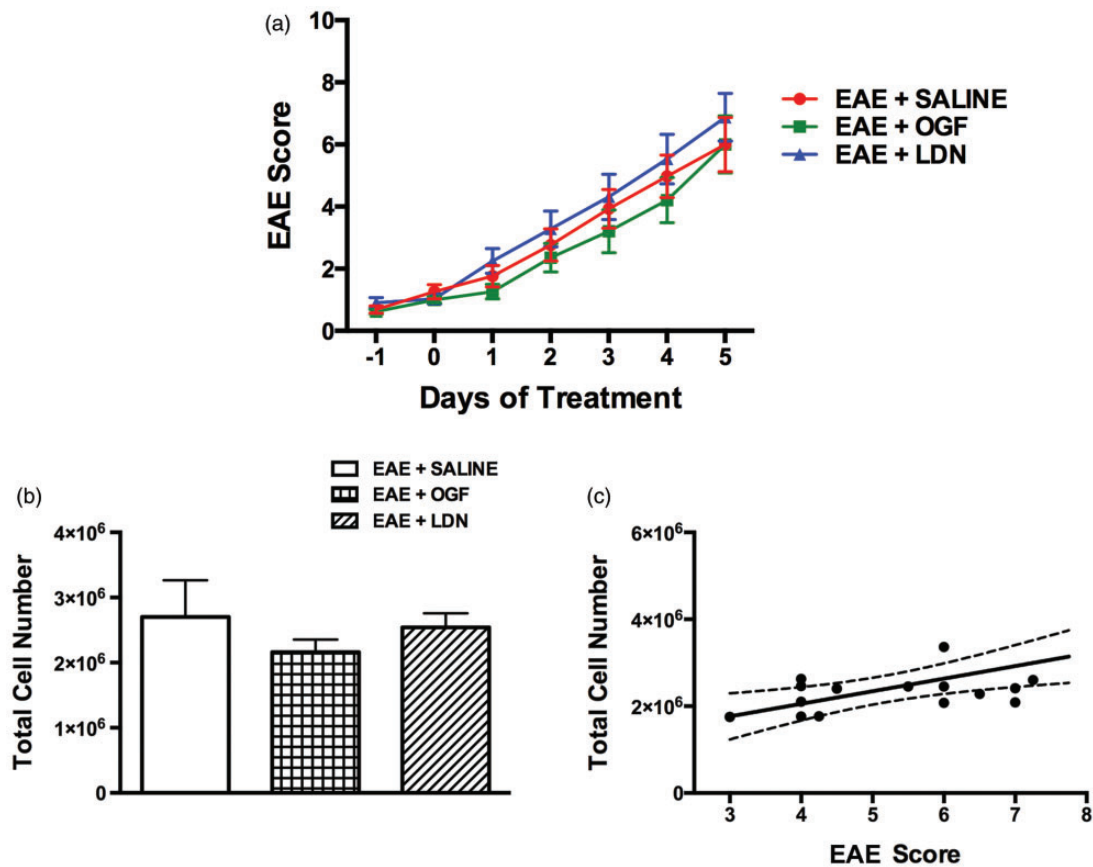 (a)
10
8
6
4
2
0
EAE Score
-1 0 1 2 3 4 5
Days of Treatment
EAE + SALINE
EAE + OGF
EAE + LDN
(b)
EAE + SALINE
EAE + OGF
EAE + LDN
4×10⁶
3×10⁶
2×10⁶
1×10⁶
0
Total Cell Number
(c)
6×10⁶
4×10⁶
2×10⁶
0
Total Cell Number
3 4 5 6 7 8
EAE Score